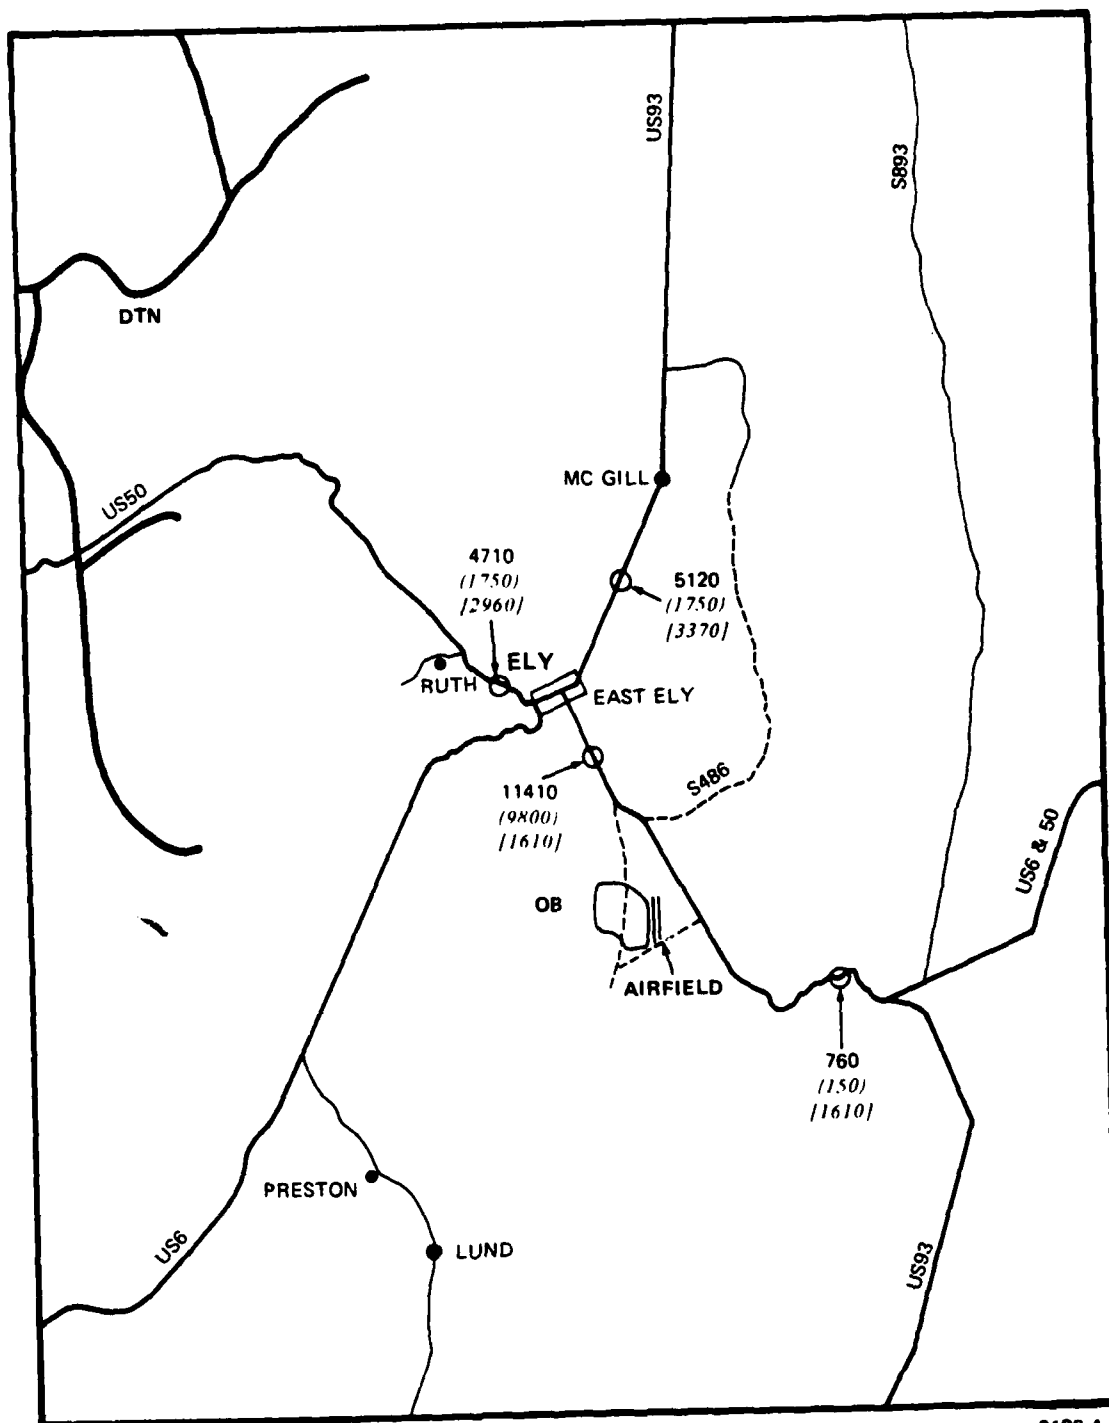 US93
S893
DTN
MC GILL
US50
4710
(1750)
[2960]
5120
(1750)
[3370]
ELY
RUTH
EAST ELY
S486
11410
(9800)
[1610]
US6 & 50
OB
AIRFIELD
760
(150)
[1610]
PRESTON
LUND
US6
US93